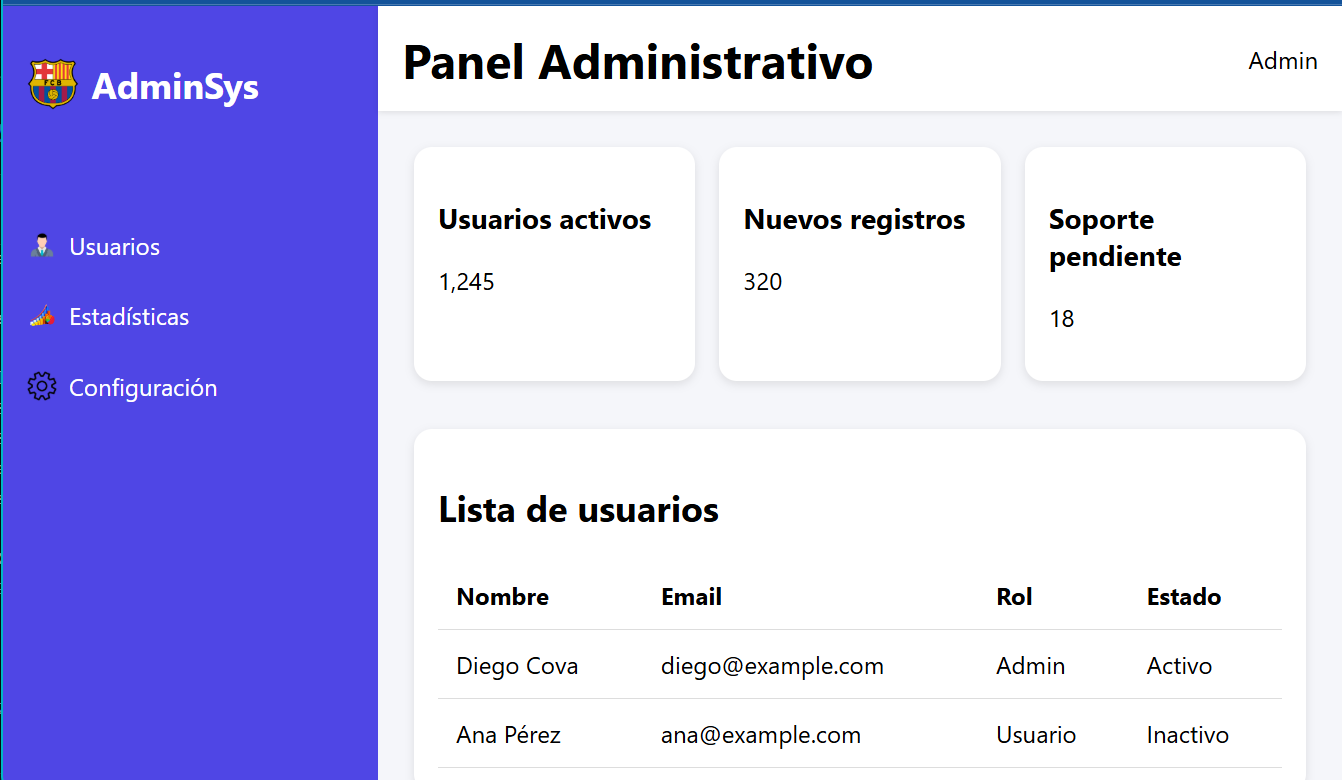 AdminSys
Usuarios
Estadísticas
Configuración
Panel Administrativo
Admin
Usuarios activos
1,245
Nuevos registros
320
Soporte
pendiente
18
Lista de usuarios
Nombre Email Rol Estado
Diego Cova diego@example.com Admin Activo
Ana Pérez ana@example.com Usuario Inactivo